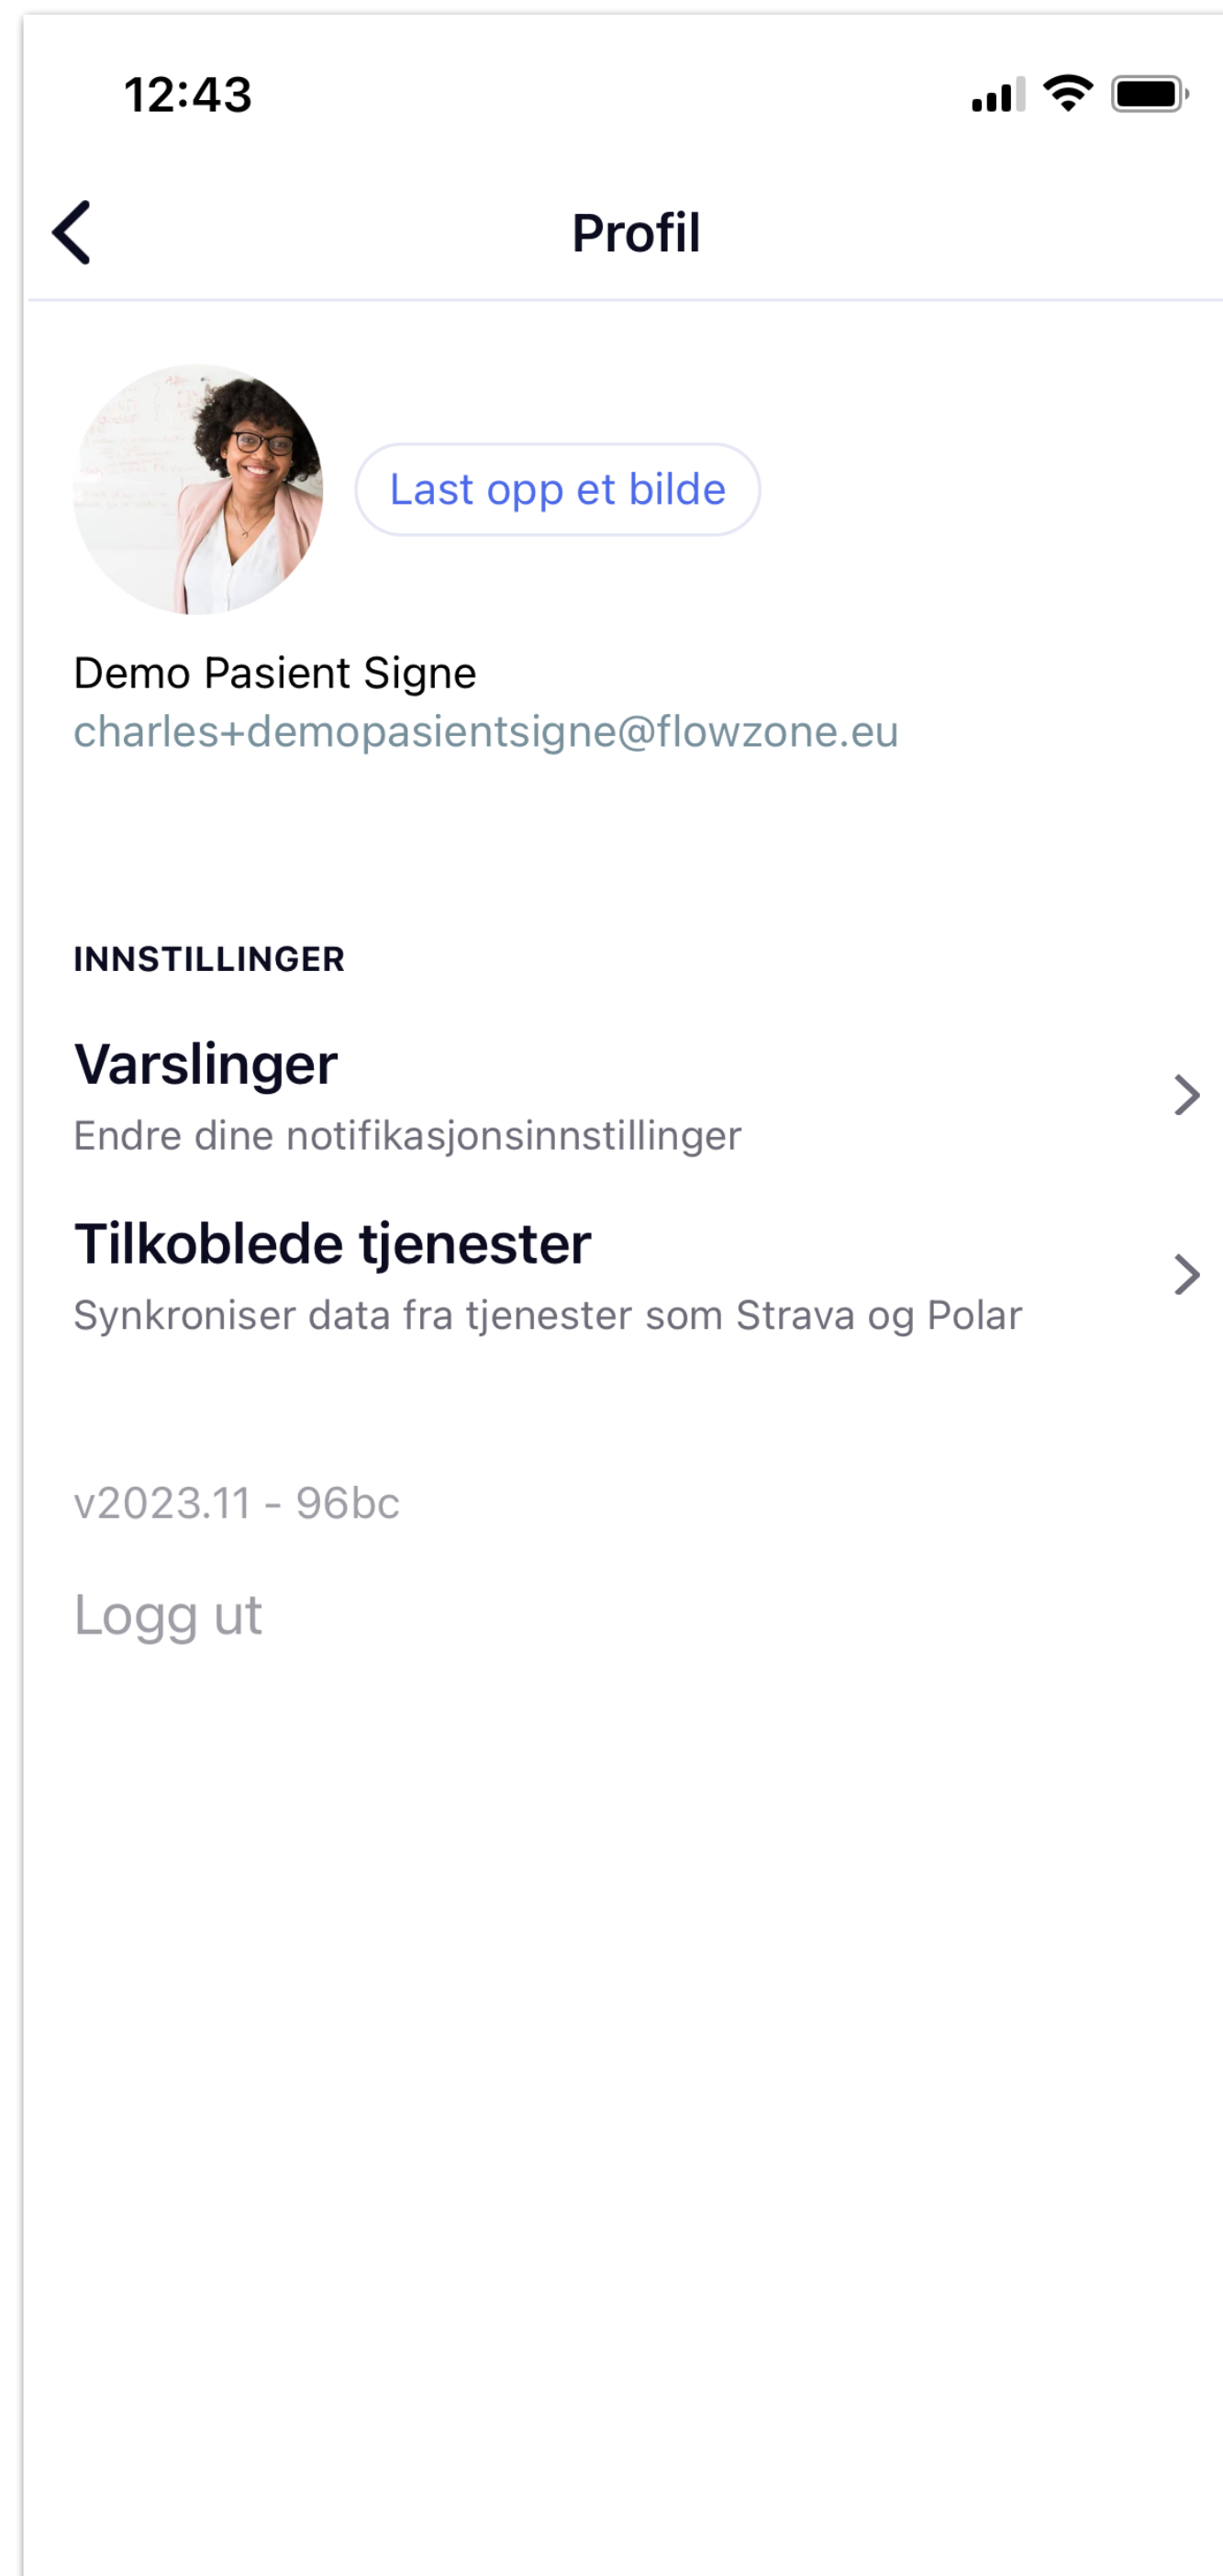 12:43
Profil
Last opp et bilde
Demo Pasient Signe
charles+demopasientsigne@flowzone.eu
INNSTILLINGER
Varslinger
Endre dine notifikasjonsinnstillinger
Tilkoblede tjenester
Synkroniser data fra tjenester som Strava og Polar
v2023.11 - 96bc
Logg ut